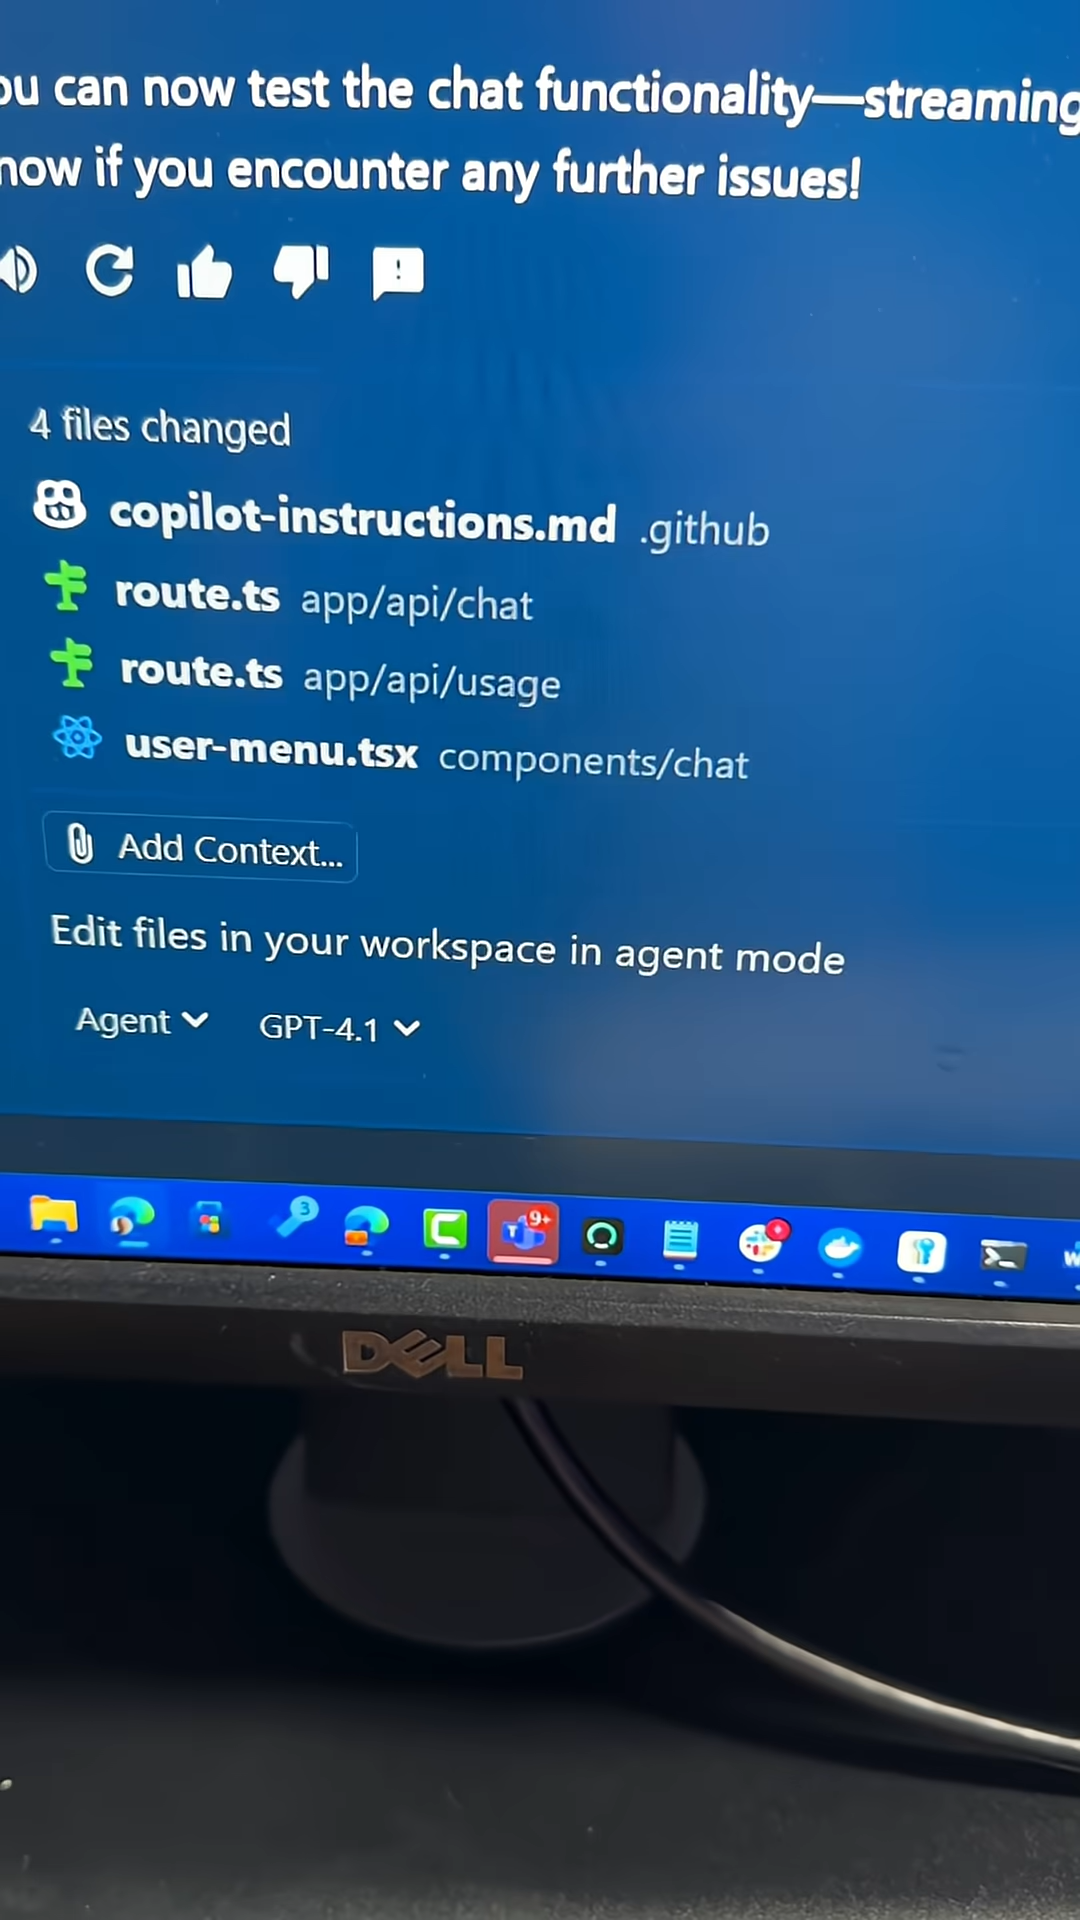 ou can now test the chat functionality—streaming
now if you encounter any further issues!
4 files changed
copilot-instructions.md .github
route.ts app/api/chat
route.ts app/api/usage
user-menu.tsx components/chat
Add Context...
Edit files in your workspace in agent mode
Agent GPT-4.1
3
9+
DELL